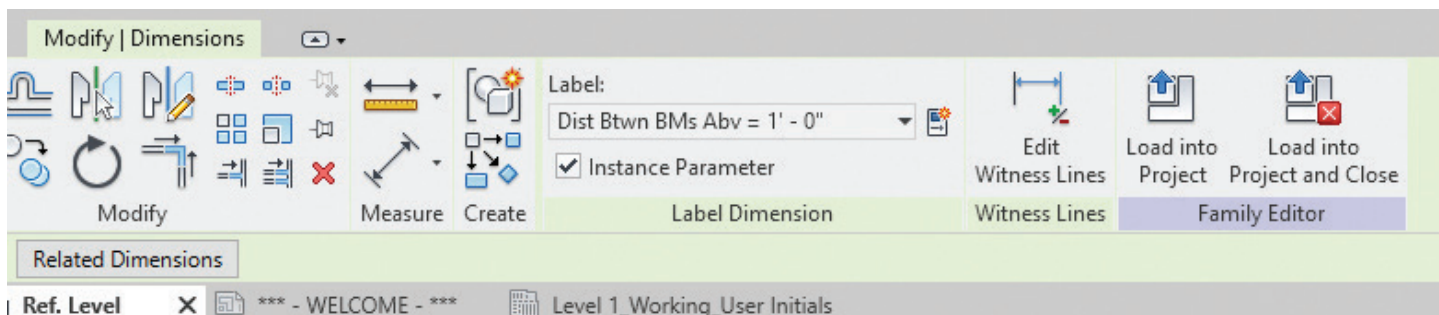 Modify | Dimensions
Label:
Dist Btwn BMs Abv = 1' - 0"
Instance Parameter
Edit
Witness Lines
Load into
Project
Load into
Project and Close
Modify
Measure
Create
Label Dimension
Witness Lines
Family Editor
Related Dimensions
Ref. Level
*** - WELCOME - ***
Level 1_Working_User Initials